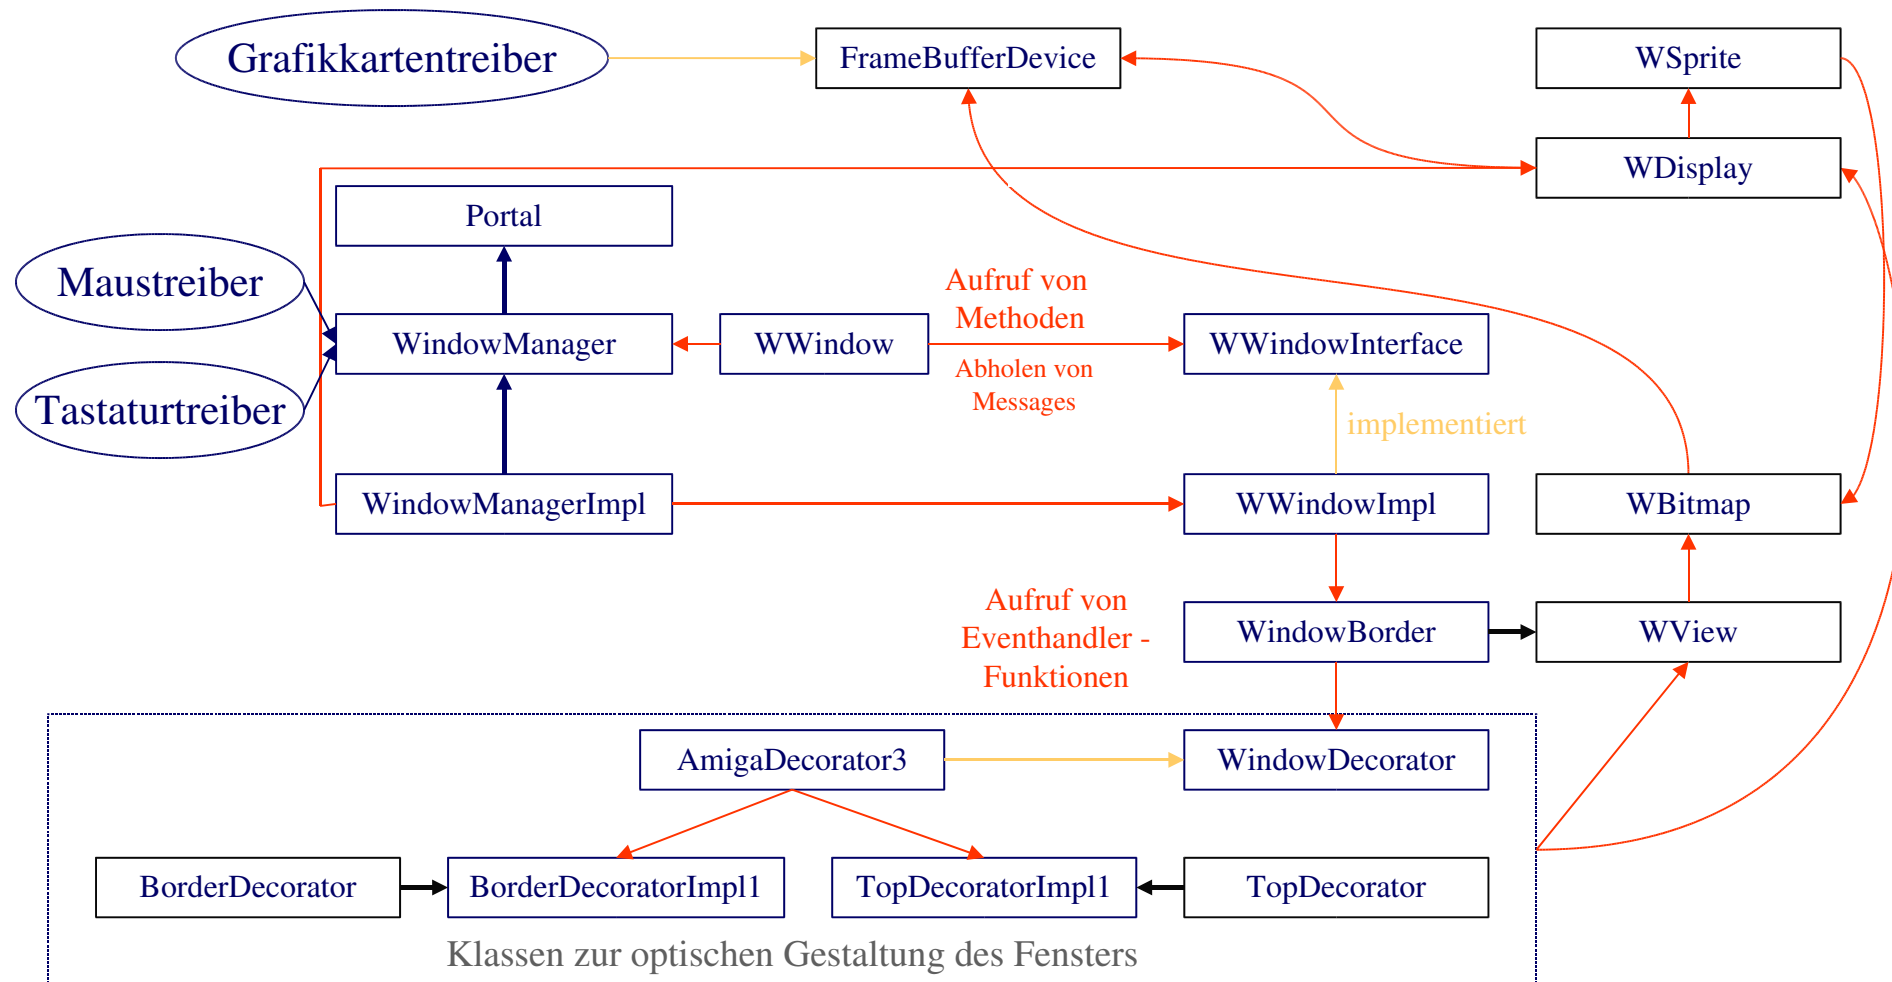 Grafikkartentreiber
FrameBufferDevice
WSprite
WDisplay
Portal
Maustreiber
Aufruf von
Methoden
WindowManager
WWindow
WWindowInterface
Abholen von
Messages
Tastaturtreiber
implementiert
WindowManagerImpl
WWindowImpl
WBitmap
Aufruf von
Eventhandler -
Funktionen
WindowBorder
WView
AmigaDecorator3
WindowDecorator
BorderDecorator
BorderDecoratorImpl1
TopDecoratorImpl1
TopDecorator
Klassen zur optischen Gestaltung des Fensters